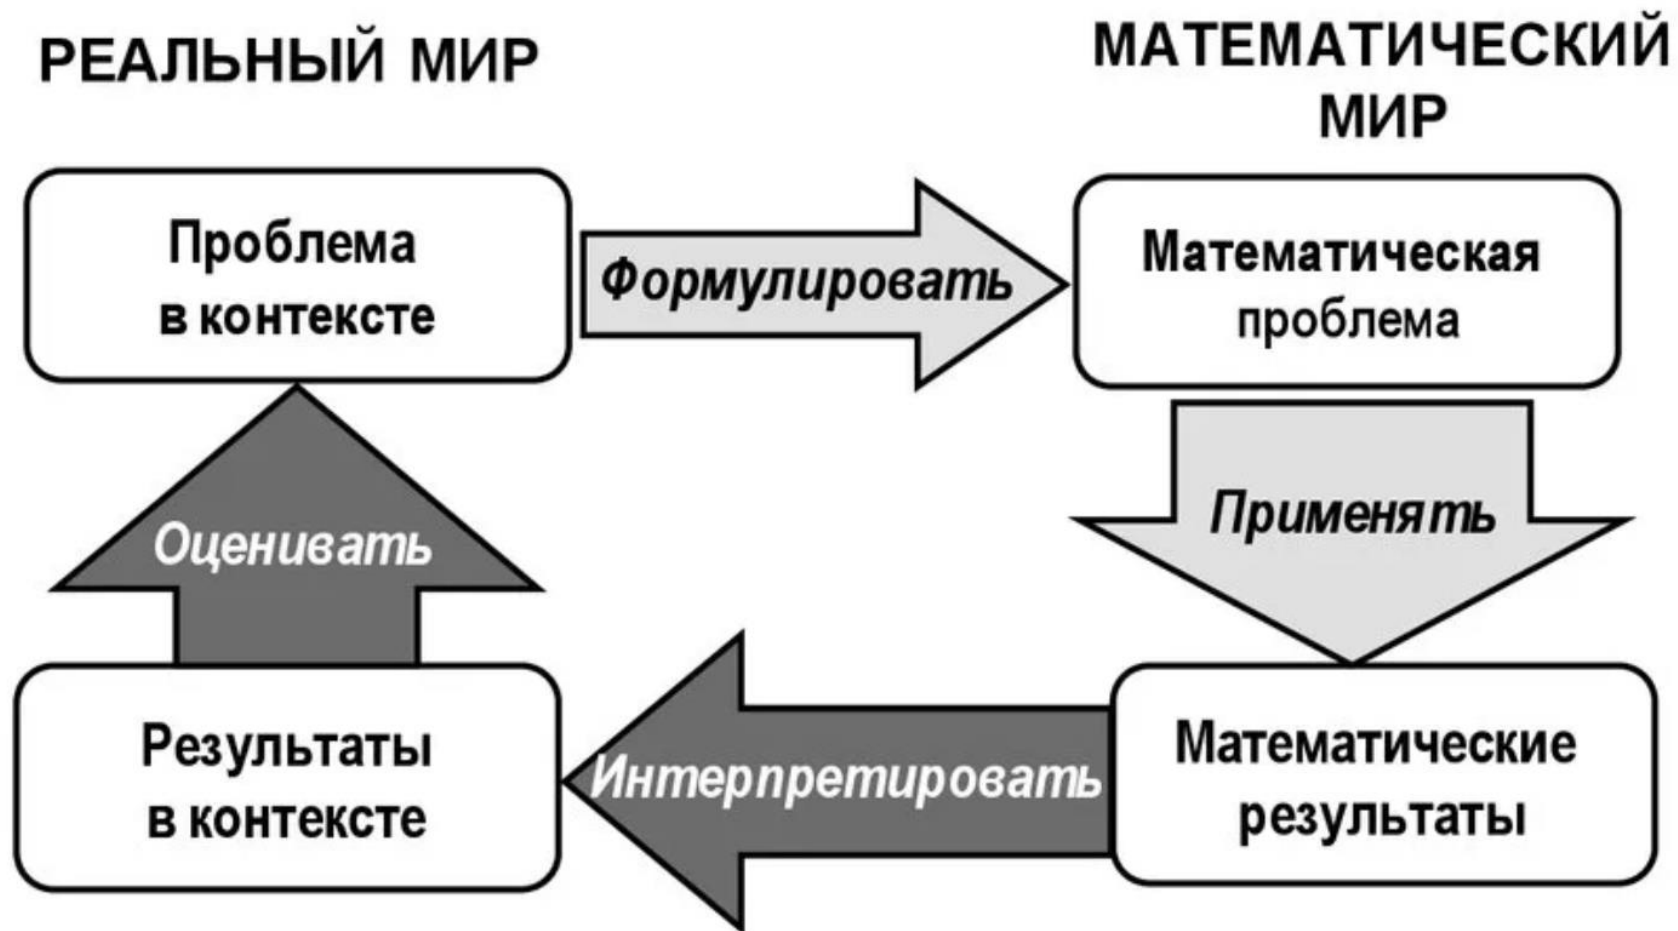 РЕАЛЬНЫЙ МИР
МАТЕМАТИЧЕСКИЙ
МИР
Проблема
в контексте
Формулировать
Математическая
проблема
Оценивать
Применять
Результаты
в контексте
Интерпретировать
Математические
результаты